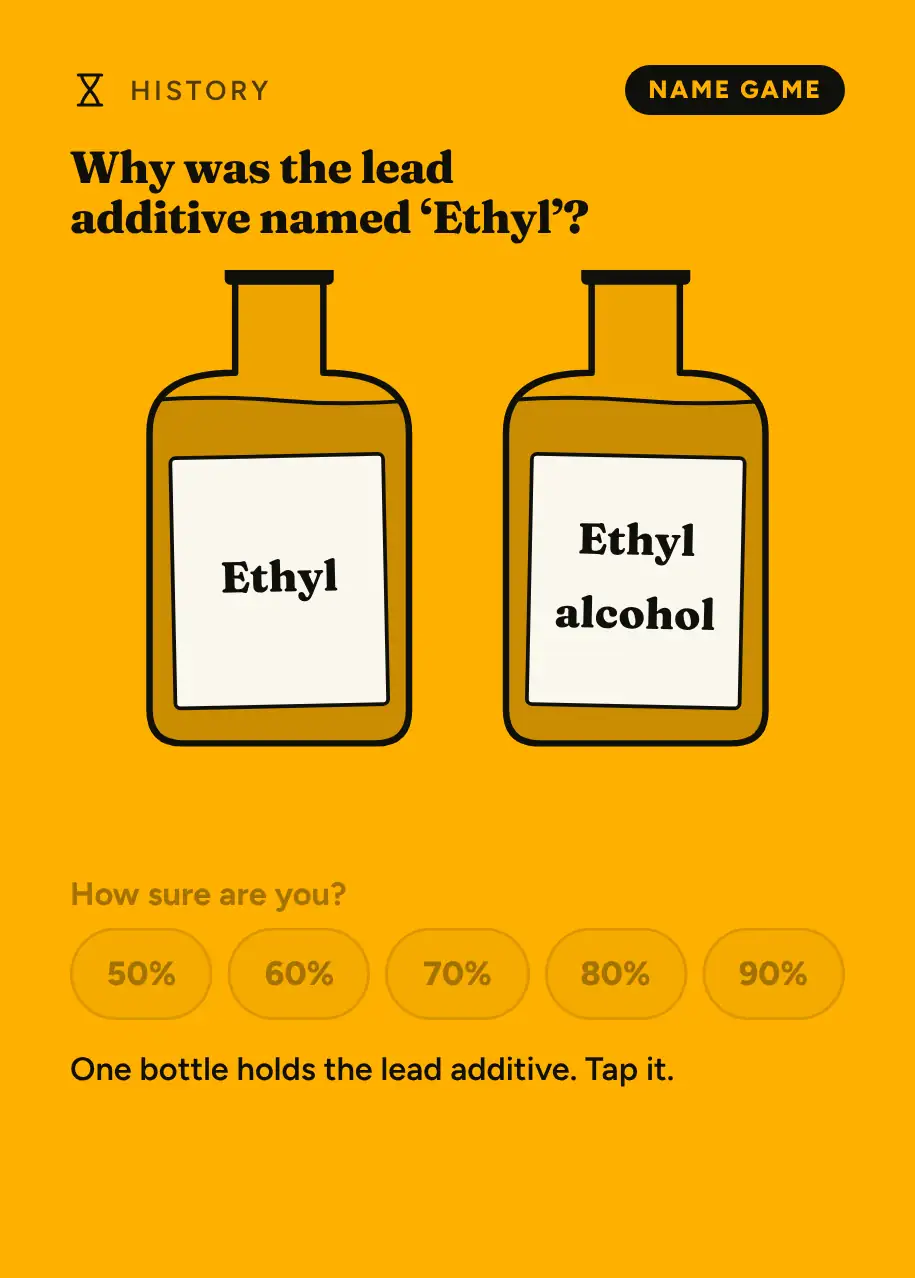 HISTORY
NAME GAME
Why was the lead
additive named ‘Ethyl’?
Ethyl
Ethyl
alcohol
How sure are you?
50%
60%
70%
80%
90%
One bottle holds the lead additive. Tap it.